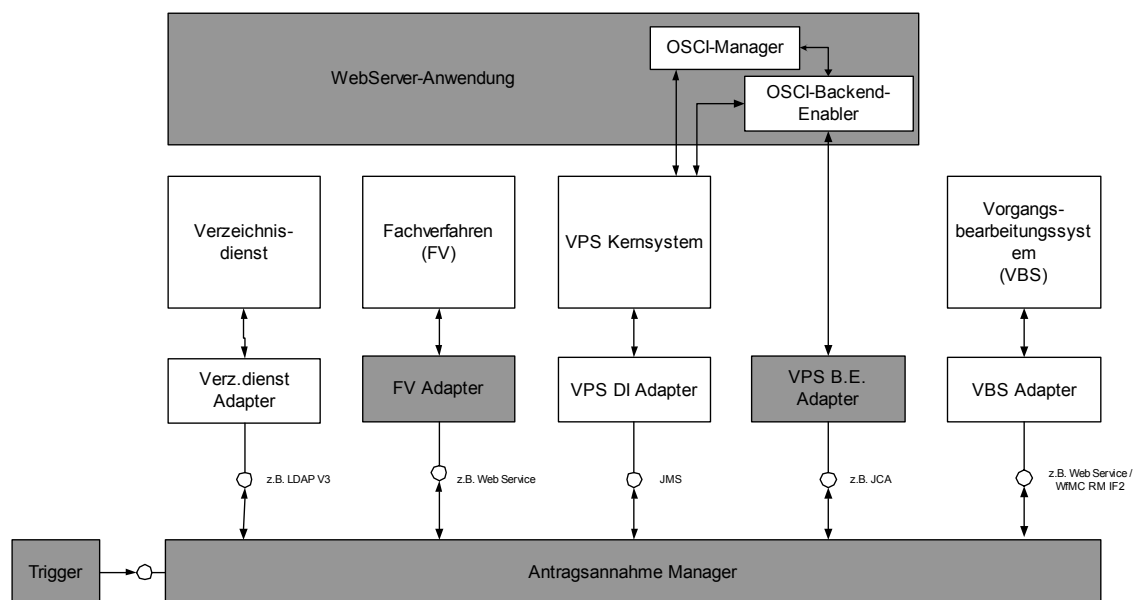 OSCI-Manager
WebServer-Anwendung
OSCI-Backend-
Enabler
Verzeichnis-
dienst
Fachverfahren
(FV)
VPS Kernsystem
Vorgangs-
bearbeitungssyst
em
(VBS)
Verz.dienst
Adapter
FV Adapter
VPS DI Adapter
VPS B.E.
Adapter
VBS Adapter
z.B. LDAP V3
z.B. Web Service
JMS
z.B. JCA
z.B. Web Service /
WfMC RM IF2
Trigger
Antragsannahme Manager